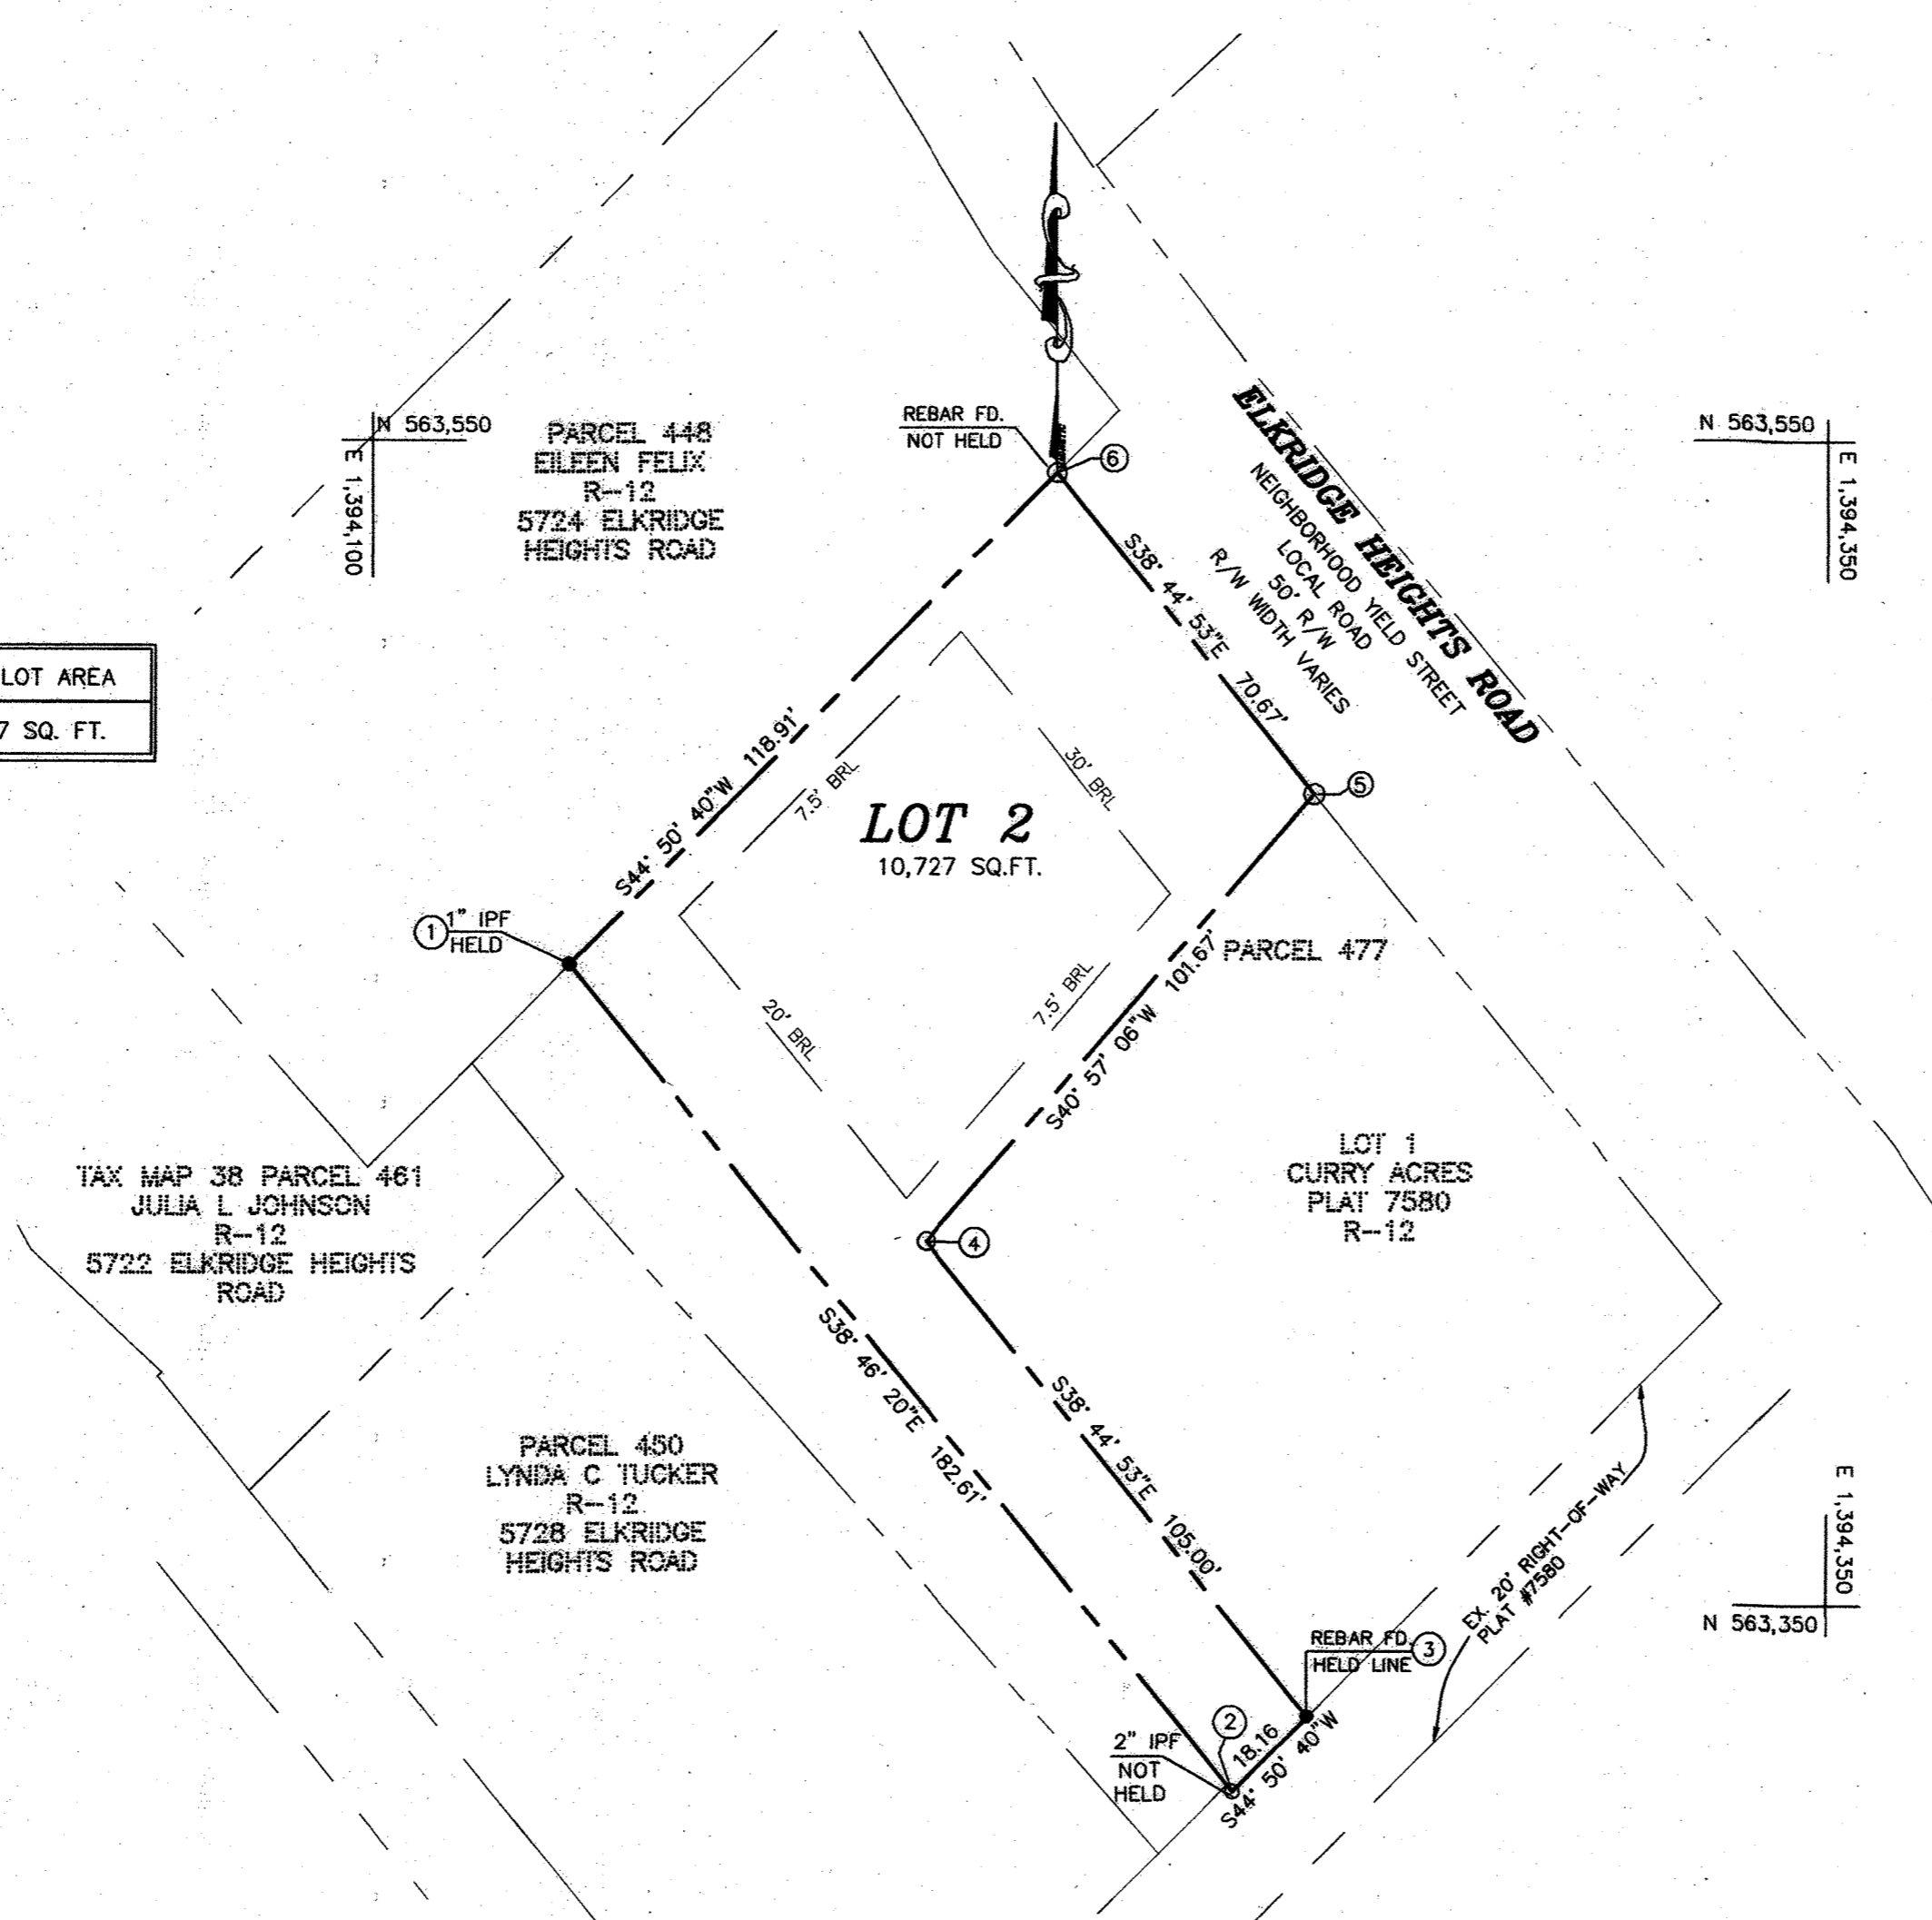 N 563,550
E 1,394,100
PARCEL 448
EILEEN FELIX
R-12
5724 ELKRIDGE
HEIGHTS ROAD
REBAR FD.
NOT HELD
6
N 563,550
E 1,394,350
ELKRIDGE HEIGHTS ROAD
NEIGHBORHOOD YIELD STREET
LOCAL ROAD
50' R/W
R/W WIDTH VARIES
S38° 44' 53"E 70.67'
LOT AREA
7 SQ. FT.
S44° 50' 40"W 118.91'
7.5' BRL
30' BRL
LOT 2
10,727 SQ.FT.
5
1
1" IPF
HELD
PARCEL 477
20' BRL
7.5' BRL
S40° 57' 06"W 101.67'
TAX MAP 38 PARCEL 461
JULIA L JOHNSON
R-12
5722 ELKRIDGE HEIGHTS
ROAD
LOT 1
CURRY ACRES
PLAT 7580
R-12
4
S38° 46' 20"E 182.61'
S38° 44' 53"E 105.00'
PARCEL 450
LYNDA C TUCKER
R-12
5728 ELKRIDGE
HEIGHTS ROAD
EX. 20' RIGHT-OF-WAY
PLAT #7580
E 1,394,350
N 563,350
REBAR FD.
HELD LINE
3
2
2" IPF
NOT
HELD
18.16
S44° 50' 40"W